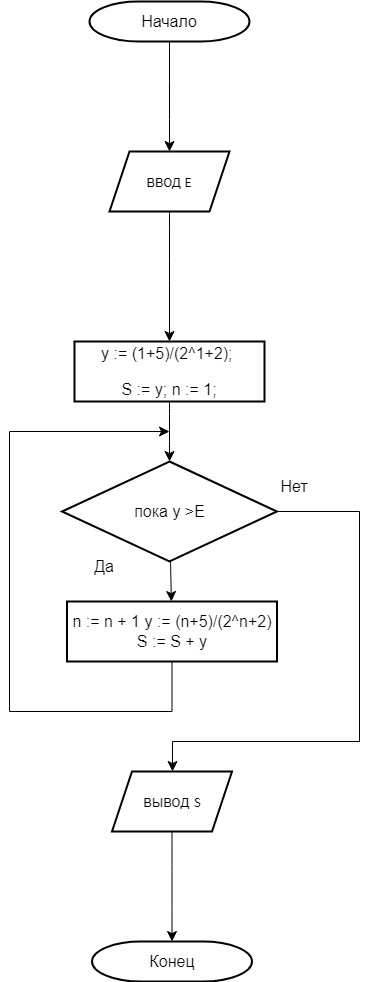 Начало
ввод E
y := (1+5)/(2^1+2);
S := y; n := 1;
пока y >E
Нет
Да
n := n + 1 y := (n+5)/(2^n+2)
S := S + y
вывод s
Конец